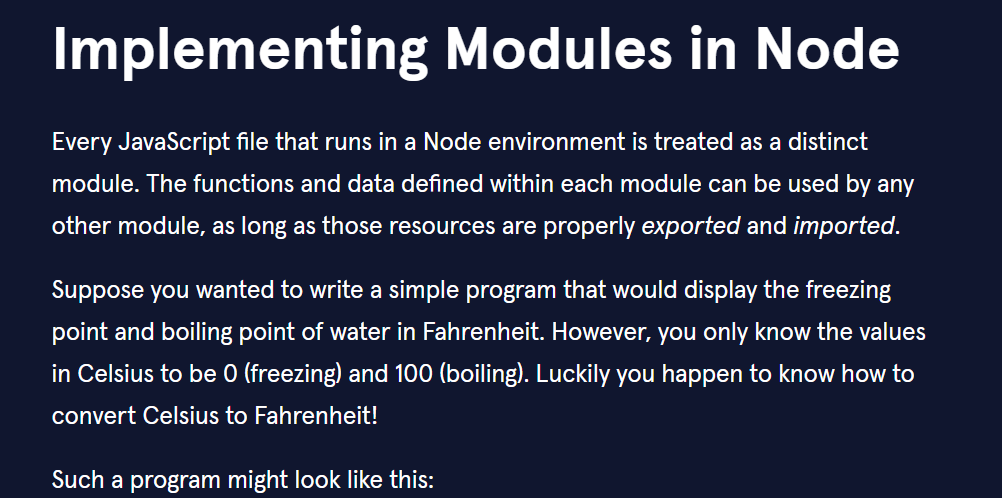 Implementing Modules in Node
Every JavaScript file that runs in a Node environment is treated as a distinct
module. The functions and data defined within each module can be used by any
other module, as long as those resources are properly exported and imported.
Suppose you wanted to write a simple program that would display the freezing
point and boiling point of water in Fahrenheit. However, you only know the values
in Celsius to be 0 (freezing) and 100 (boiling). Luckily you happen to know how to
convert Celsius to Fahrenheit!
Such a program might look like this: